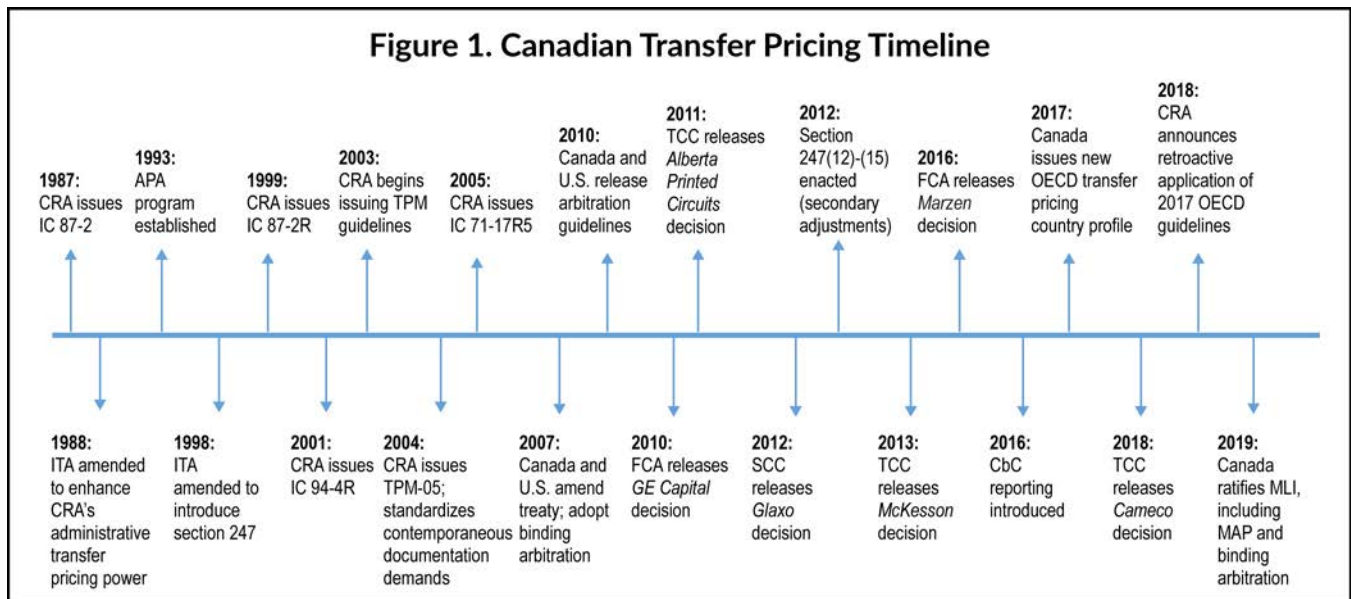 Figure 1. Canadian Transfer Pricing Timeline
1987:
CRA issues
IC 87-2
1993:
APA
program
established
1999:
CRA issues
IC 87-2R
2003:
CRA begins
issuing TPM
guidelines
2005:
CRA issues
IC 71-17R5
2010:
Canada and
U.S. release
arbitration
guidelines
2011:
TCC releases
Alberta
Printed
Circuits
decision
2012:
Section
247(12)-(15)
enacted
(secondary
adjustments)
2016:
FCA releases
Marzen
decision
2017:
Canada
issues new
OECD transfer
pricing
country profile
2018:
CRA
announces
retroactive
application of
2017 OECD
guidelines
1988:
ITA amended
to enhance
CRA's
administrative
transfer
pricing power
1998:
ITA
amended to
introduce
section 247
2001:
CRA issues
IC 94-4R
2004:
CRA issues
TPM-05;
standardizes
contemporaneous
documentation
demands
2007:
Canada and
U.S. amend
treaty; adopt
binding
arbitration
2010:
FCA releases
GE Capital
decision
2012:
SCC
releases
Glaxo
decision
2013:
TCC
releases
McKesson
decision
2016:
CbC
reporting
introduced
2018:
TCC
releases
Cameco
decision
2019:
Canada
ratifies MLI,
including
MAP and
binding
arbitration